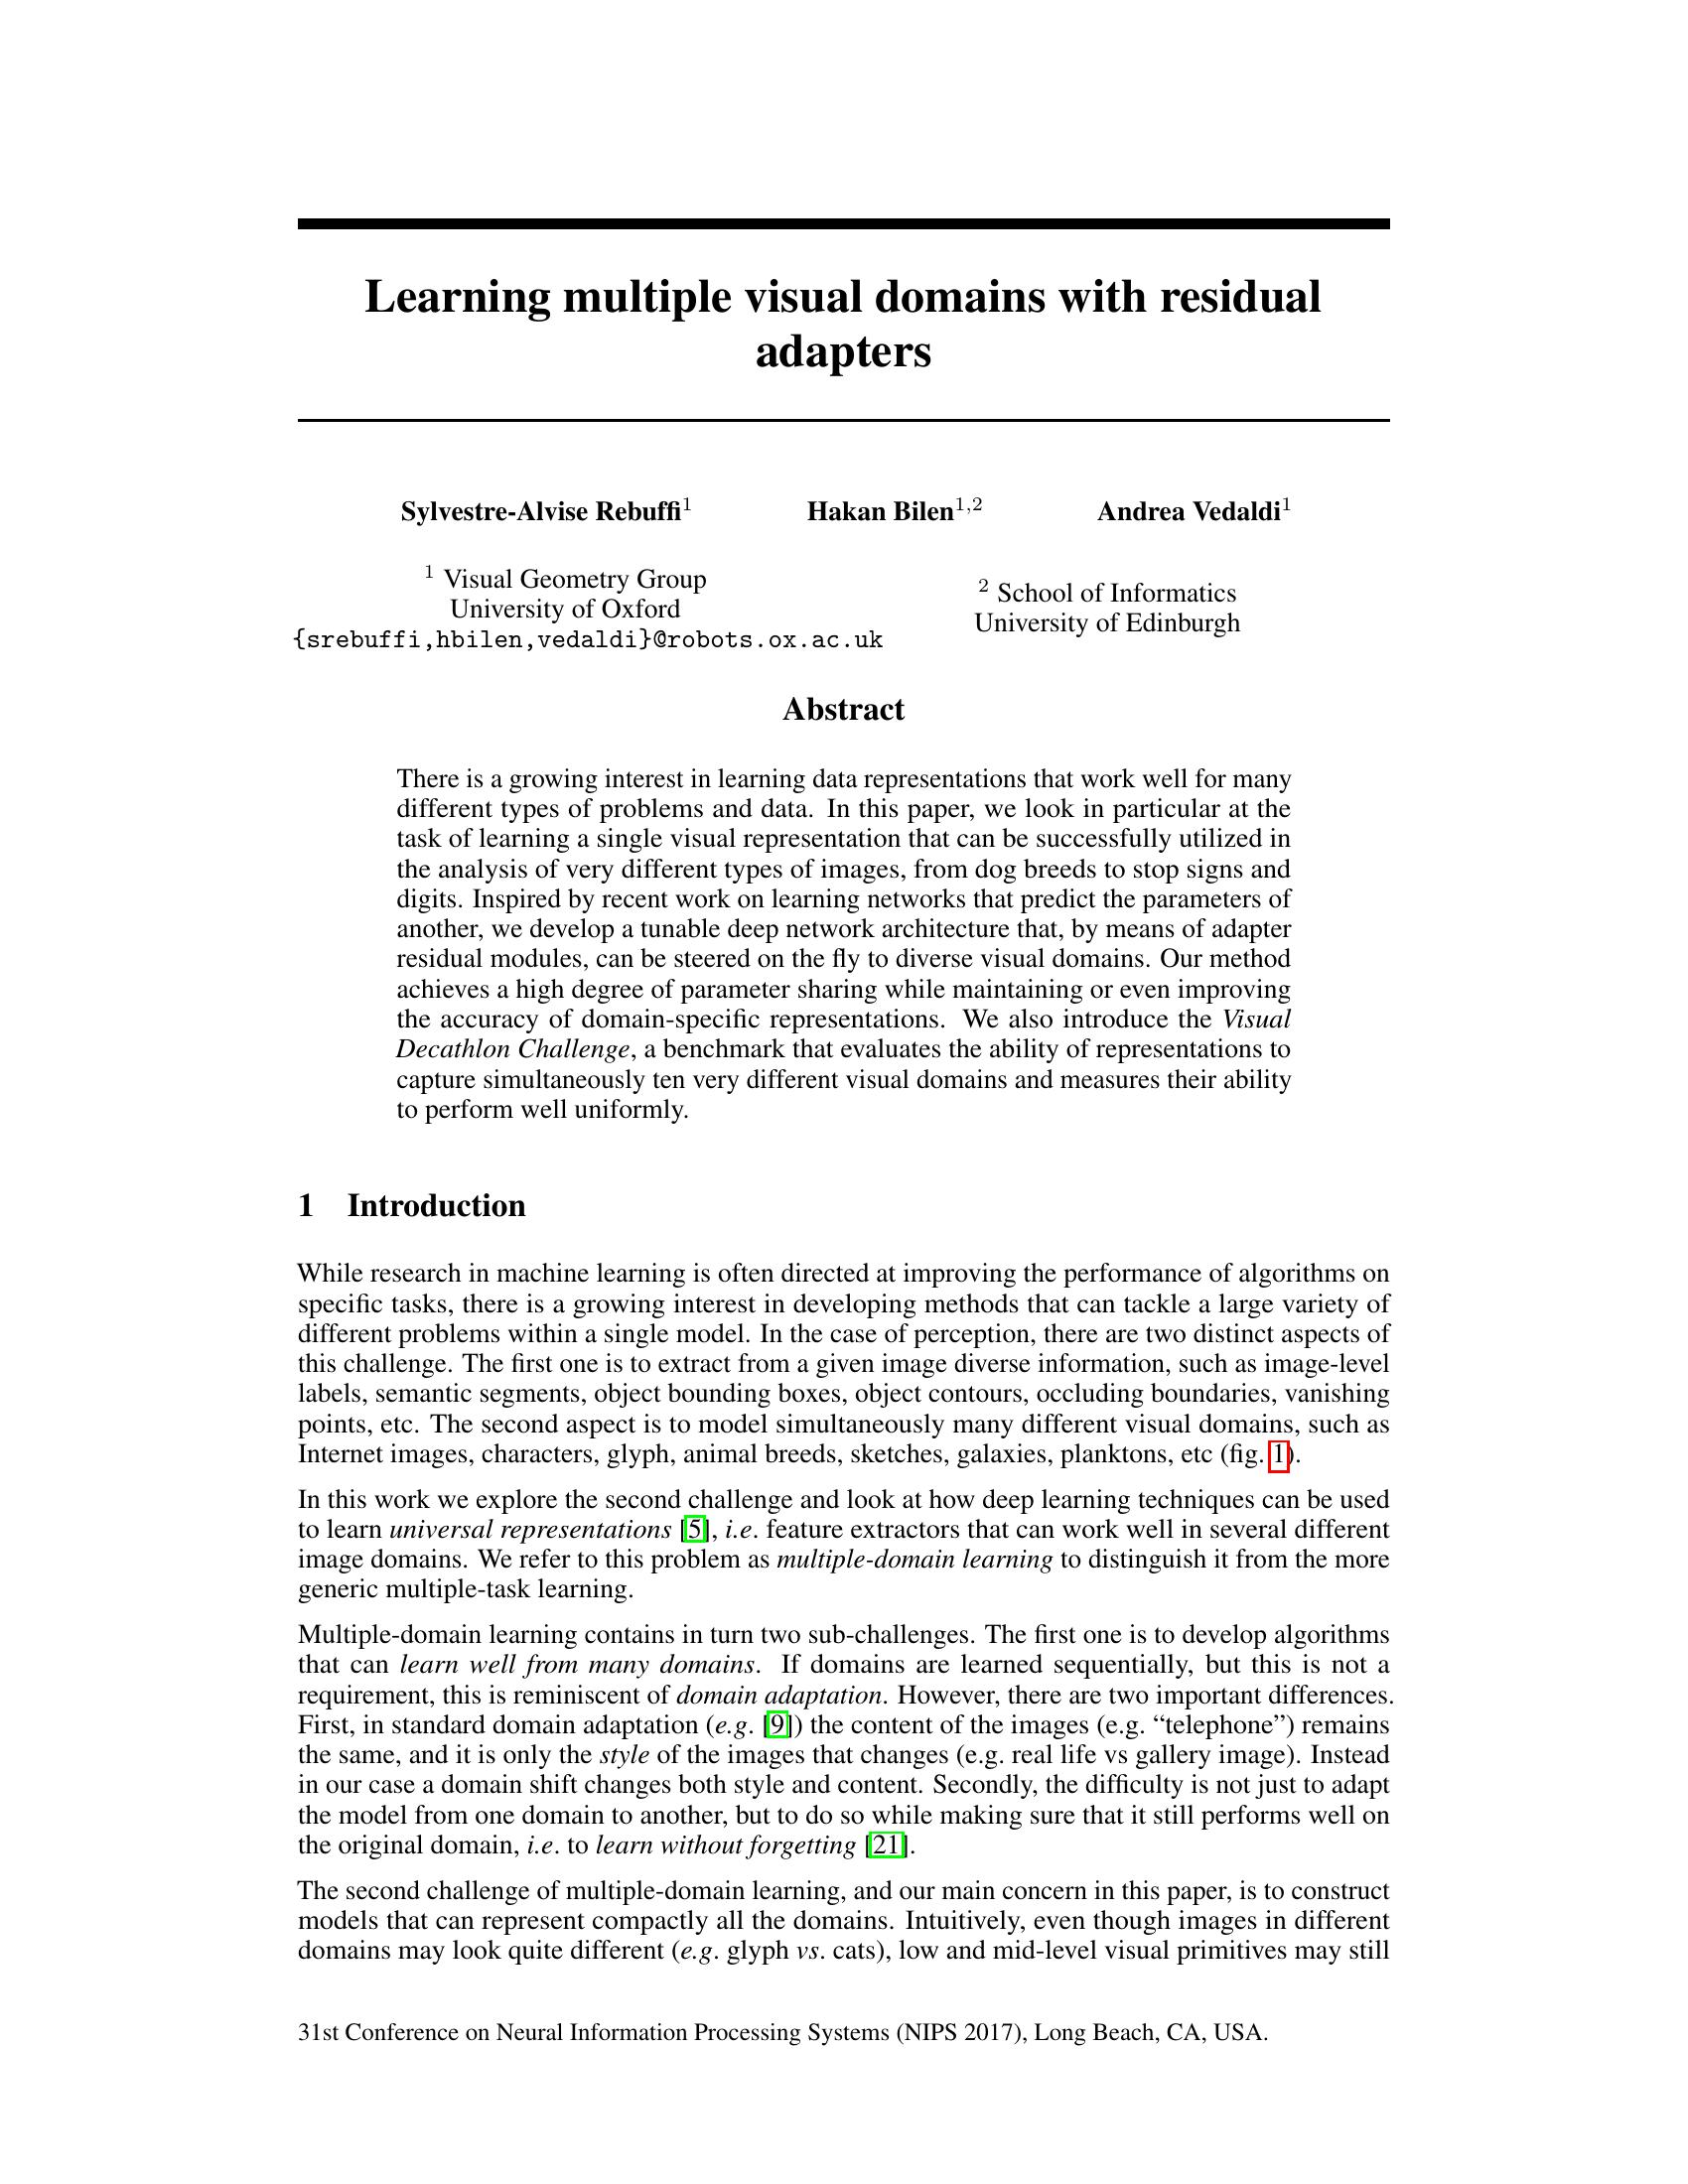 Learning multiple visual domains with residual
adapters
Sylvestre-Alvise Rebuffi¹ Hakan Bilen¹,² Andrea Vedaldi¹
¹ Visual Geometry Group
University of Oxford
{srebuffi,hbilen,vedaldi}@robots.ox.ac.uk
² School of Informatics
University of Edinburgh
Abstract
There is a growing interest in learning data representations that work well for many
different types of problems and data. In this paper, we look in particular at the
task of learning a single visual representation that can be successfully utilized in
the analysis of very different types of images, from dog breeds to stop signs and
digits. Inspired by recent work on learning networks that predict the parameters of
another, we develop a tunable deep network architecture that, by means of adapter
residual modules, can be steered on the fly to diverse visual domains. Our method
achieves a high degree of parameter sharing while maintaining or even improving
the accuracy of domain-specific representations. We also introduce the Visual
Decathlon Challenge, a benchmark that evaluates the ability of representations to
capture simultaneously ten very different visual domains and measures their ability
to perform well uniformly.
1 Introduction
While research in machine learning is often directed at improving the performance of algorithms on
specific tasks, there is a growing interest in developing methods that can tackle a large variety of
different problems within a single model. In the case of perception, there are two distinct aspects of
this challenge. The first one is to extract from a given image diverse information, such as image-level
labels, semantic segments, object bounding boxes, object contours, occluding boundaries, vanishing
points, etc. The second aspect is to model simultaneously many different visual domains, such as
Internet images, characters, glyph, animal breeds, sketches, galaxies, planktons, etc (fig. 1).
In this work we explore the second challenge and look at how deep learning techniques can be used
to learn universal representations [5], i.e. feature extractors that can work well in several different
image domains. We refer to this problem as multiple-domain learning to distinguish it from the more
generic multiple-task learning.
Multiple-domain learning contains in turn two sub-challenges. The first one is to develop algorithms
that can learn well from many domains. If domains are learned sequentially, but this is not a
requirement, this is reminiscent of domain adaptation. However, there are two important differences.
First, in standard domain adaptation (e.g. [9]) the content of the images (e.g. “telephone”) remains
the same, and it is only the style of the images that changes (e.g. real life vs gallery image). Instead
in our case a domain shift changes both style and content. Secondly, the difficulty is not just to adapt
the model from one domain to another, but to do so while making sure that it still performs well on
the original domain, i.e. to learn without forgetting [21].
The second challenge of multiple-domain learning, and our main concern in this paper, is to construct
models that can represent compactly all the domains. Intuitively, even though images in different
domains may look quite different (e.g. glyph vs. cats), low and mid-level visual primitives may still
31st Conference on Neural Information Processing Systems (NIPS 2017), Long Beach, CA, USA.